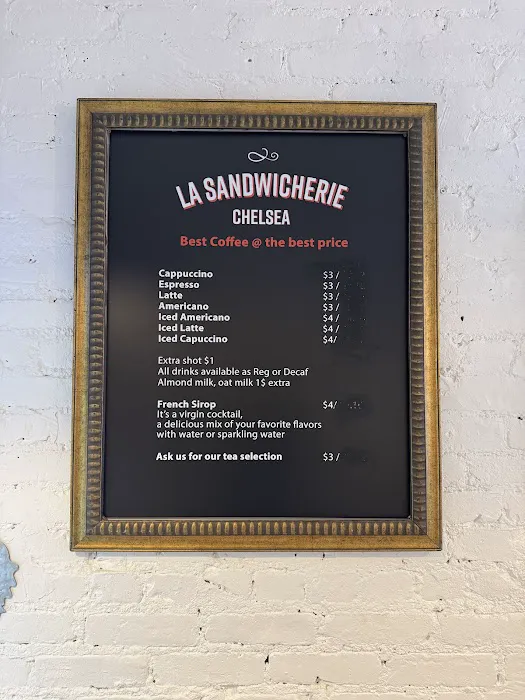 LA SANDWICHERIE
CHELSEA
Best Coffee @ the best price
Cappuccino $3 /
Espresso $3 /
Latte $3 /
Americano $3 /
Iced Americano $4 /
Iced Latte $4 /
Iced Capuccino $4/
Extra shot $1
All drinks available as Reg or Decaf
Almond milk, oat milk 1$ extra
French Sirop $4/
It's a virgin cocktail,
a delicious mix of your favorite flavors
with water or sparkling water
Ask us for our tea selection $3 /